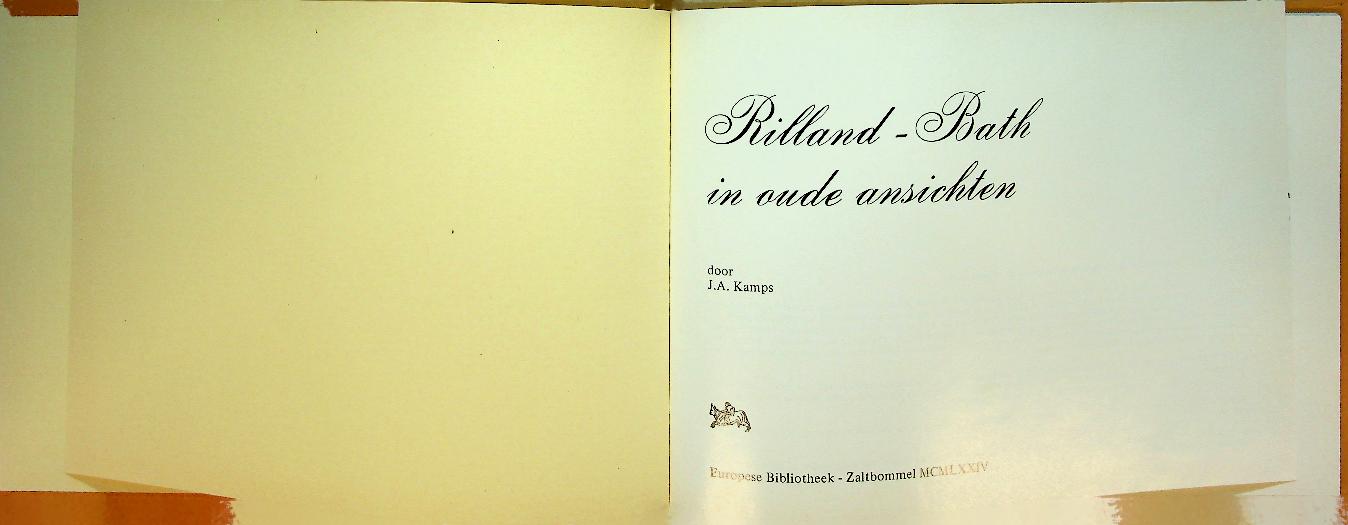 Rilland - Bath
in oude ansichten
door
J.A. Kamps
Europese Bibliotheek - Zaltbommel MCMLXXIV